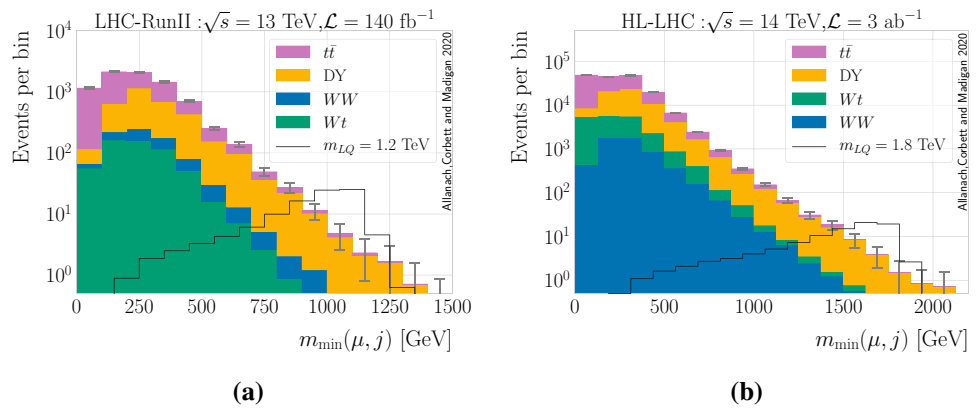 LHC-RunII :√s = 13 TeV,𝓛 = 140 fb⁻¹
Events per bin
10⁴
10³
10²
10¹
10⁰
tt̄
DY
WW
Wt
m_LQ = 1.2 TeV
Allanach,Corbett and Madigan 2020
0 250 500 750 1000 1250 1500
m_min(μ, j) [GeV]
(a)
HL-LHC : √s = 14 TeV,𝓛 = 3 ab⁻¹
Events per bin
10⁵
10⁴
10³
10²
10¹
10⁰
tt̄
DY
Wt
WW
m_LQ = 1.8 TeV
Allanach,Corbett and Madigan 2020
0 500 1000 1500 2000
m_min(μ, j) [GeV]
(b)